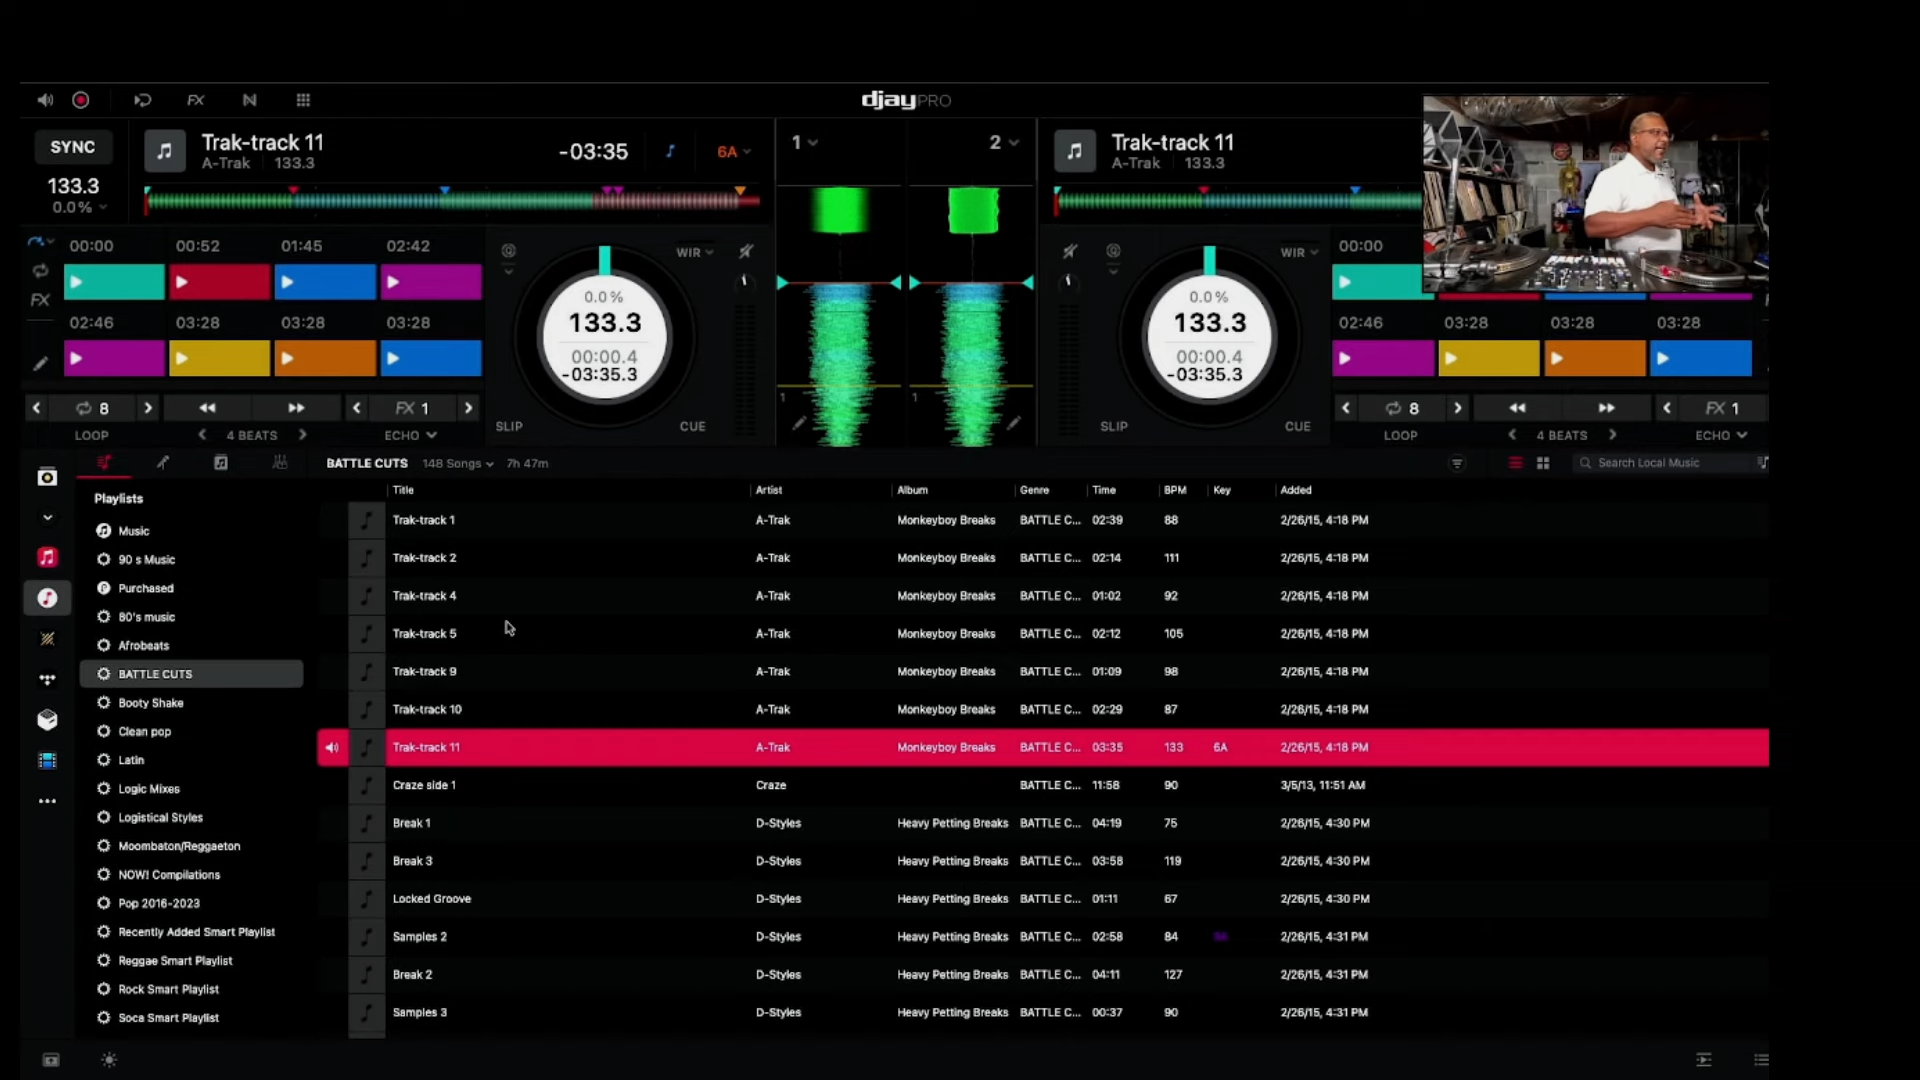 djay PRO
SYNC
Trak-track 11
A-Trak 133.3
-03:35
6A
1
2
Trak-track 11
A-Trak 133.3
133.3
0.0%
00:00 00:52 01:45 02:42
WIR
WIR
00:00
0.0%
133.3
00:00.4
-03:35.3
0.0%
133.3
00:00.4
-03:35.3
FX
02:46 03:28 03:28 03:28
02:46 03:28 03:28 03:28
1
1
8
FX 1
8
FX 1
SLIP CUE
SLIP CUE
LOOP 4 BEATS ECHO
LOOP 4 BEATS ECHO
BATTLE CUTS 148 Songs 7h 47m
Search Local Music
Title Artist Album Genre Time BPM Key Added
Playlists
Music
90 s Music
Purchased
80's music
Afrobeats
BATTLE CUTS
Booty Shake
Clean pop
Latin
Logic Mixes
Logistical Styles
Moombaton/Reggaeton
NOW! Compilations
Pop 2016-2023
Recently Added Smart Playlist
Reggae Smart Playlist
Rock Smart Playlist
Soca Smart Playlist
Trak-track 1 A-Trak Monkeyboy Breaks BATTLE C... 02:39 88 2/26/15, 4:18 PM
Trak-track 2 A-Trak Monkeyboy Breaks BATTLE C... 02:14 111 2/26/15, 4:18 PM
Trak-track 4 A-Trak Monkeyboy Breaks BATTLE C... 01:02 92 2/26/15, 4:18 PM
Trak-track 5 A-Trak Monkeyboy Breaks BATTLE C... 02:12 105 2/26/15, 4:18 PM
Trak-track 9 A-Trak Monkeyboy Breaks BATTLE C... 01:09 98 2/26/15, 4:18 PM
Trak-track 10 A-Trak Monkeyboy Breaks BATTLE C... 02:29 87 2/26/15, 4:18 PM
Trak-track 11 A-Trak Monkeyboy Breaks BATTLE C... 03:35 133 6A 2/26/15, 4:18 PM
Craze side 1 Craze BATTLE C... 11:58 90 3/5/13, 11:51 AM
Break 1 D-Styles Heavy Petting Breaks BATTLE C... 04:19 75 2/26/15, 4:30 PM
Break 3 D-Styles Heavy Petting Breaks BATTLE C... 03:58 119 2/26/15, 4:30 PM
Locked Groove D-Styles Heavy Petting Breaks BATTLE C... 01:11 67 2/26/15, 4:30 PM
Samples 2 D-Styles Heavy Petting Breaks BATTLE C... 02:58 84 2/26/15, 4:31 PM
Break 2 D-Styles Heavy Petting Breaks BATTLE C... 04:11 127 2/26/15, 4:31 PM
Samples 3 D-Styles Heavy Petting Breaks BATTLE C... 00:37 90 2/26/15, 4:31 PM